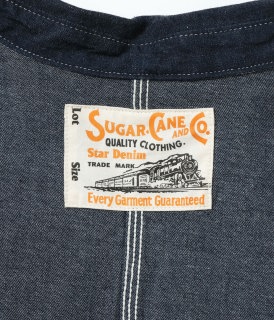 SUGAR CANE AND CO.
QUALITY CLOTHING.
Star Denim
TRADE MARK
Every Garment Guaranteed
Lot
Size